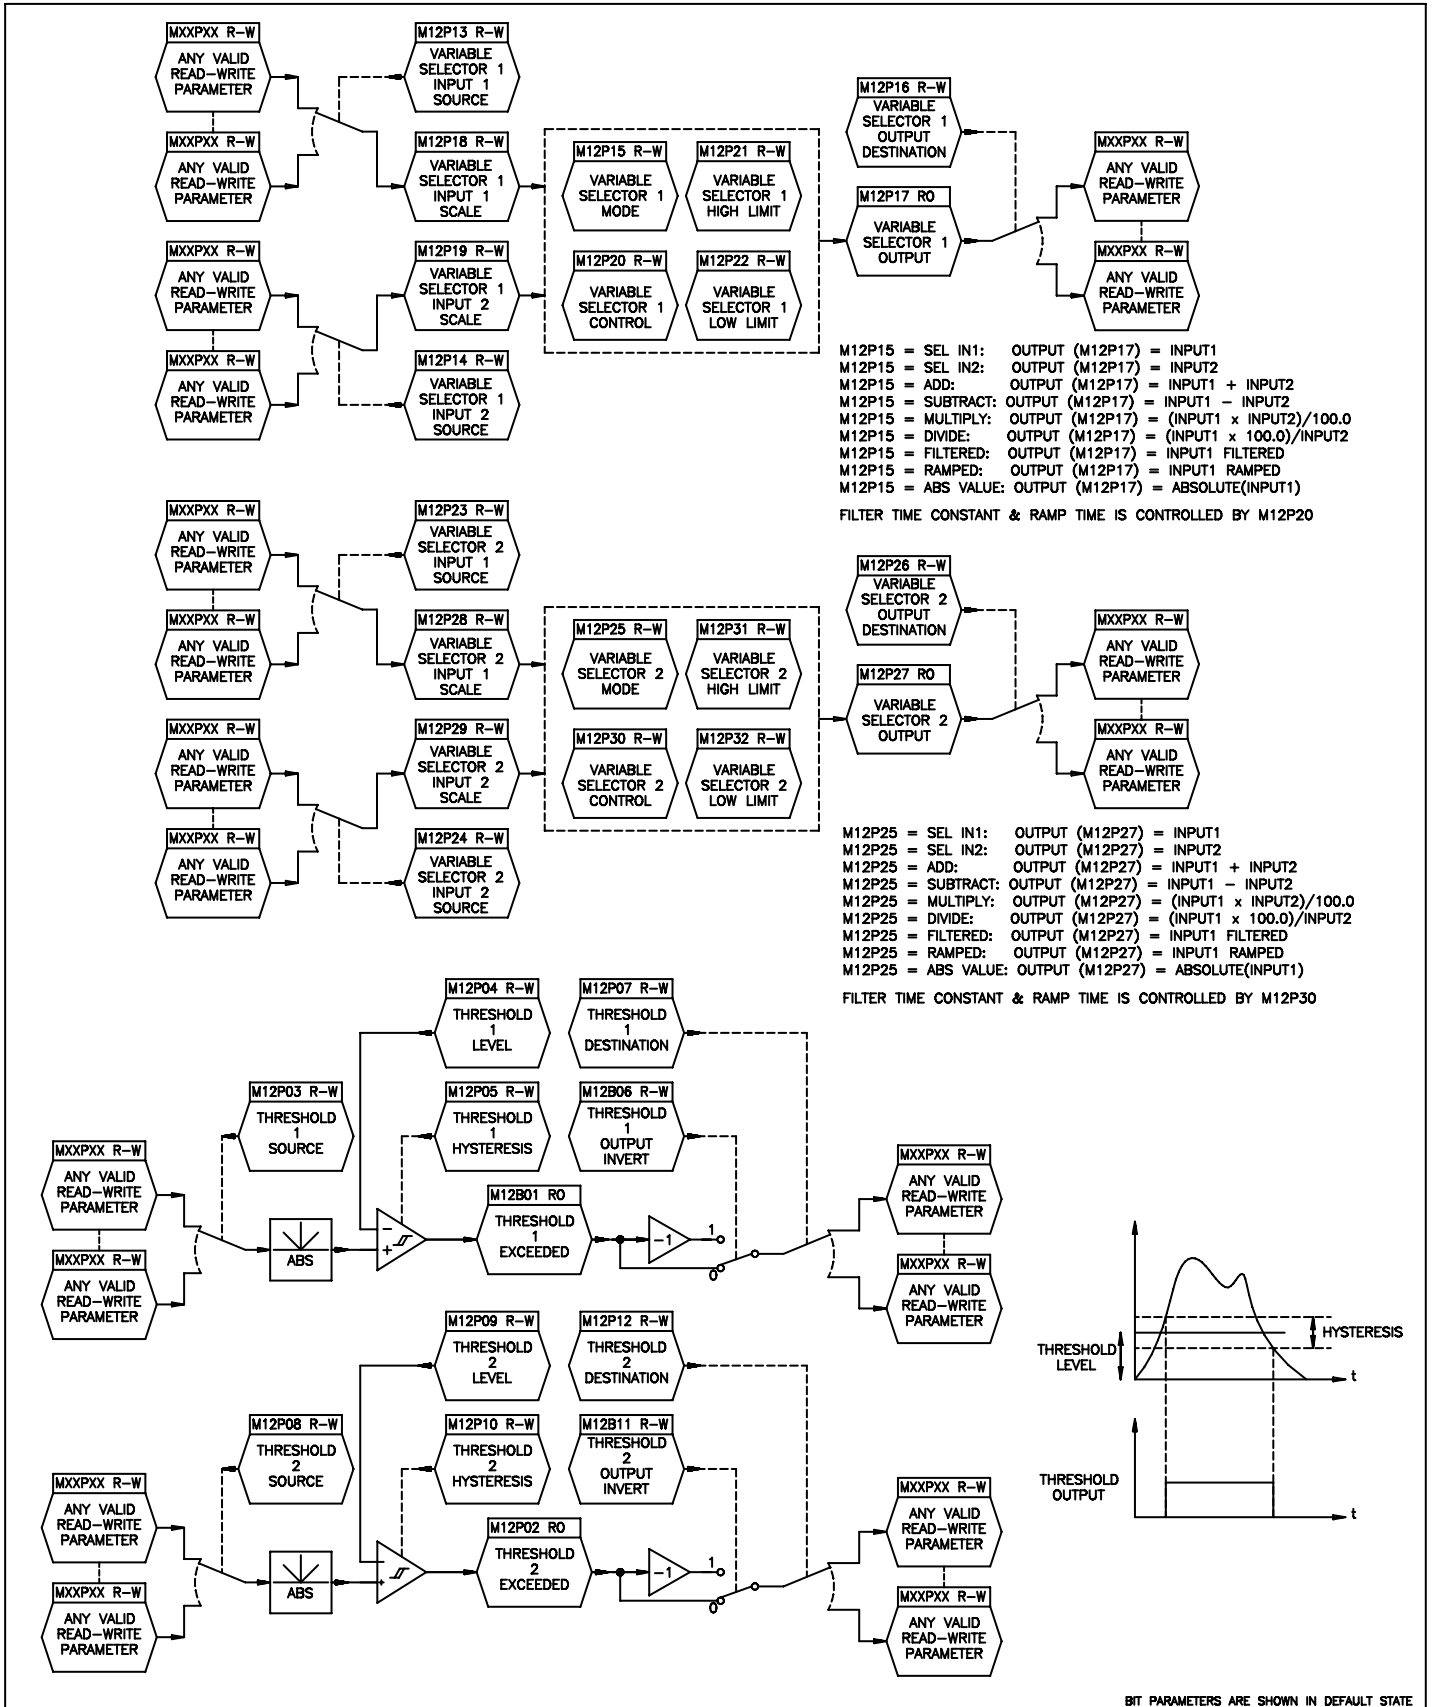 MXXPXX R-W
ANY VALID
READ-WRITE
PARAMETER
M12P13 R-W
VARIABLE
SELECTOR 1
INPUT 1
SOURCE
MXXPXX R-W
ANY VALID
READ-WRITE
PARAMETER
M12P18 R-W
VARIABLE
SELECTOR 1
INPUT 1
SCALE
MXXPXX R-W
ANY VALID
READ-WRITE
PARAMETER
M12P19 R-W
VARIABLE
SELECTOR 1
INPUT 2
SCALE
MXXPXX R-W
ANY VALID
READ-WRITE
PARAMETER
M12P14 R-W
VARIABLE
SELECTOR 1
INPUT 2
SOURCE
M12P15 R-W
VARIABLE
SELECTOR 1
MODE
M12P21 R-W
VARIABLE
SELECTOR 1
HIGH LIMIT
M12P20 R-W
VARIABLE
SELECTOR 1
CONTROL
M12P22 R-W
VARIABLE
SELECTOR 1
LOW LIMIT
M12P16 R-W
VARIABLE
SELECTOR 1
OUTPUT
DESTINATION
M12P17 RO
VARIABLE
SELECTOR 1
OUTPUT
MXXPXX R-W
ANY VALID
READ-WRITE
PARAMETER
MXXPXX R-W
ANY VALID
READ-WRITE
PARAMETER
M12P15 = SEL IN1: OUTPUT (M12P17) = INPUT1
M12P15 = SEL IN2: OUTPUT (M12P17) = INPUT2
M12P15 = ADD: OUTPUT (M12P17) = INPUT1 + INPUT2
M12P15 = SUBTRACT: OUTPUT (M12P17) = INPUT1 - INPUT2
M12P15 = MULTIPLY: OUTPUT (M12P17) = (INPUT1 x INPUT2)/100.0
M12P15 = DIVIDE: OUTPUT (M12P17) = (INPUT1 x 100.0)/INPUT2
M12P15 = FILTERED: OUTPUT (M12P17) = INPUT1 FILTERED
M12P15 = RAMPED: OUTPUT (M12P17) = INPUT1 RAMPED
M12P15 = ABS VALUE: OUTPUT (M12P17) = ABSOLUTE(INPUT1)
FILTER TIME CONSTANT & RAMP TIME IS CONTROLLED BY M12P20
MXXPXX R-W
ANY VALID
READ-WRITE
PARAMETER
M12P23 R-W
VARIABLE
SELECTOR 2
INPUT 1
SOURCE
MXXPXX R-W
ANY VALID
READ-WRITE
PARAMETER
M12P28 R-W
VARIABLE
SELECTOR 2
INPUT 1
SCALE
MXXPXX R-W
ANY VALID
READ-WRITE
PARAMETER
M12P29 R-W
VARIABLE
SELECTOR 2
INPUT 2
SCALE
MXXPXX R-W
ANY VALID
READ-WRITE
PARAMETER
M12P24 R-W
VARIABLE
SELECTOR 2
INPUT 2
SOURCE
M12P25 R-W
VARIABLE
SELECTOR 2
MODE
M12P31 R-W
VARIABLE
SELECTOR 2
HIGH LIMIT
M12P30 R-W
VARIABLE
SELECTOR 2
CONTROL
M12P32 R-W
VARIABLE
SELECTOR 2
LOW LIMIT
M12P26 R-W
VARIABLE
SELECTOR 2
OUTPUT
DESTINATION
M12P27 RO
VARIABLE
SELECTOR 2
OUTPUT
MXXPXX R-W
ANY VALID
READ-WRITE
PARAMETER
MXXPXX R-W
ANY VALID
READ-WRITE
PARAMETER
M12P25 = SEL IN1: OUTPUT (M12P27) = INPUT1
M12P25 = SEL IN2: OUTPUT (M12P27) = INPUT2
M12P25 = ADD: OUTPUT (M12P27) = INPUT1 + INPUT2
M12P25 = SUBTRACT: OUTPUT (M12P27) = INPUT1 - INPUT2
M12P25 = MULTIPLY: OUTPUT (M12P27) = (INPUT1 x INPUT2)/100.0
M12P25 = DIVIDE: OUTPUT (M12P27) = (INPUT1 x 100.0)/INPUT2
M12P25 = FILTERED: OUTPUT (M12P27) = INPUT1 FILTERED
M12P25 = RAMPED: OUTPUT (M12P27) = INPUT1 RAMPED
M12P25 = ABS VALUE: OUTPUT (M12P27) = ABSOLUTE(INPUT1)
FILTER TIME CONSTANT & RAMP TIME IS CONTROLLED BY M12P30
M12P04 R-W
THRESHOLD
1
LEVEL
M12P07 R-W
THRESHOLD
1
DESTINATION
M12P03 R-W
THRESHOLD
1
SOURCE
M12P05 R-W
THRESHOLD
1
HYSTERESIS
M12B06 R-W
THRESHOLD
1
OUTPUT
INVERT
MXXPXX R-W
ANY VALID
READ-WRITE
PARAMETER
MXXPXX R-W
ANY VALID
READ-WRITE
PARAMETER
ABS
-
+
M12B01 RO
THRESHOLD
1
EXCEEDED
-1
1
0
MXXPXX R-W
ANY VALID
READ-WRITE
PARAMETER
MXXPXX R-W
ANY VALID
READ-WRITE
PARAMETER
M12P09 R-W
THRESHOLD
2
LEVEL
M12P12 R-W
THRESHOLD
2
DESTINATION
M12P08 R-W
THRESHOLD
2
SOURCE
M12P10 R-W
THRESHOLD
2
HYSTERESIS
M12B11 R-W
THRESHOLD
2
OUTPUT
INVERT
MXXPXX R-W
ANY VALID
READ-WRITE
PARAMETER
MXXPXX R-W
ANY VALID
READ-WRITE
PARAMETER
ABS
-
+
M12P02 RO
THRESHOLD
2
EXCEEDED
-1
1
0
MXXPXX R-W
ANY VALID
READ-WRITE
PARAMETER
MXXPXX R-W
ANY VALID
READ-WRITE
PARAMETER
HYSTERESIS
THRESHOLD
LEVEL
t
THRESHOLD
OUTPUT
t
BIT PARAMETERS ARE SHOWN IN DEFAULT STATE